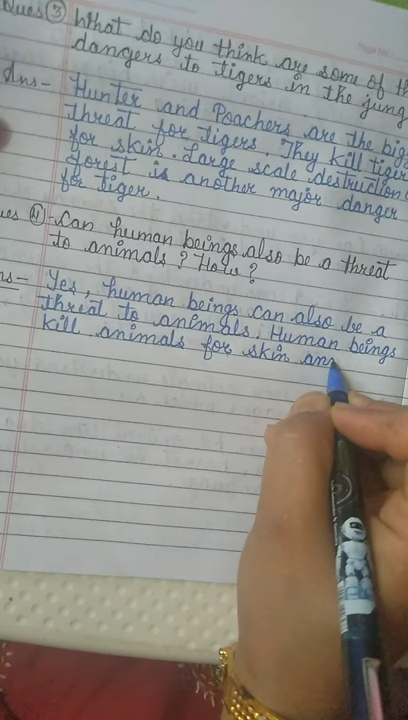 Ques ③ What do you think are some of th
dangers to tigers in the jung
Ans- Hunter and Poachers are the big
threat for tigers. They kill tiger
for skin. Large scale destruction
forest is another major danger
for tiger.
ues ④ Can human beings also be a threat
to animals? How?
ns- Yes, human beings can also be a
threat to animals. Human beings
kill animals for skin an